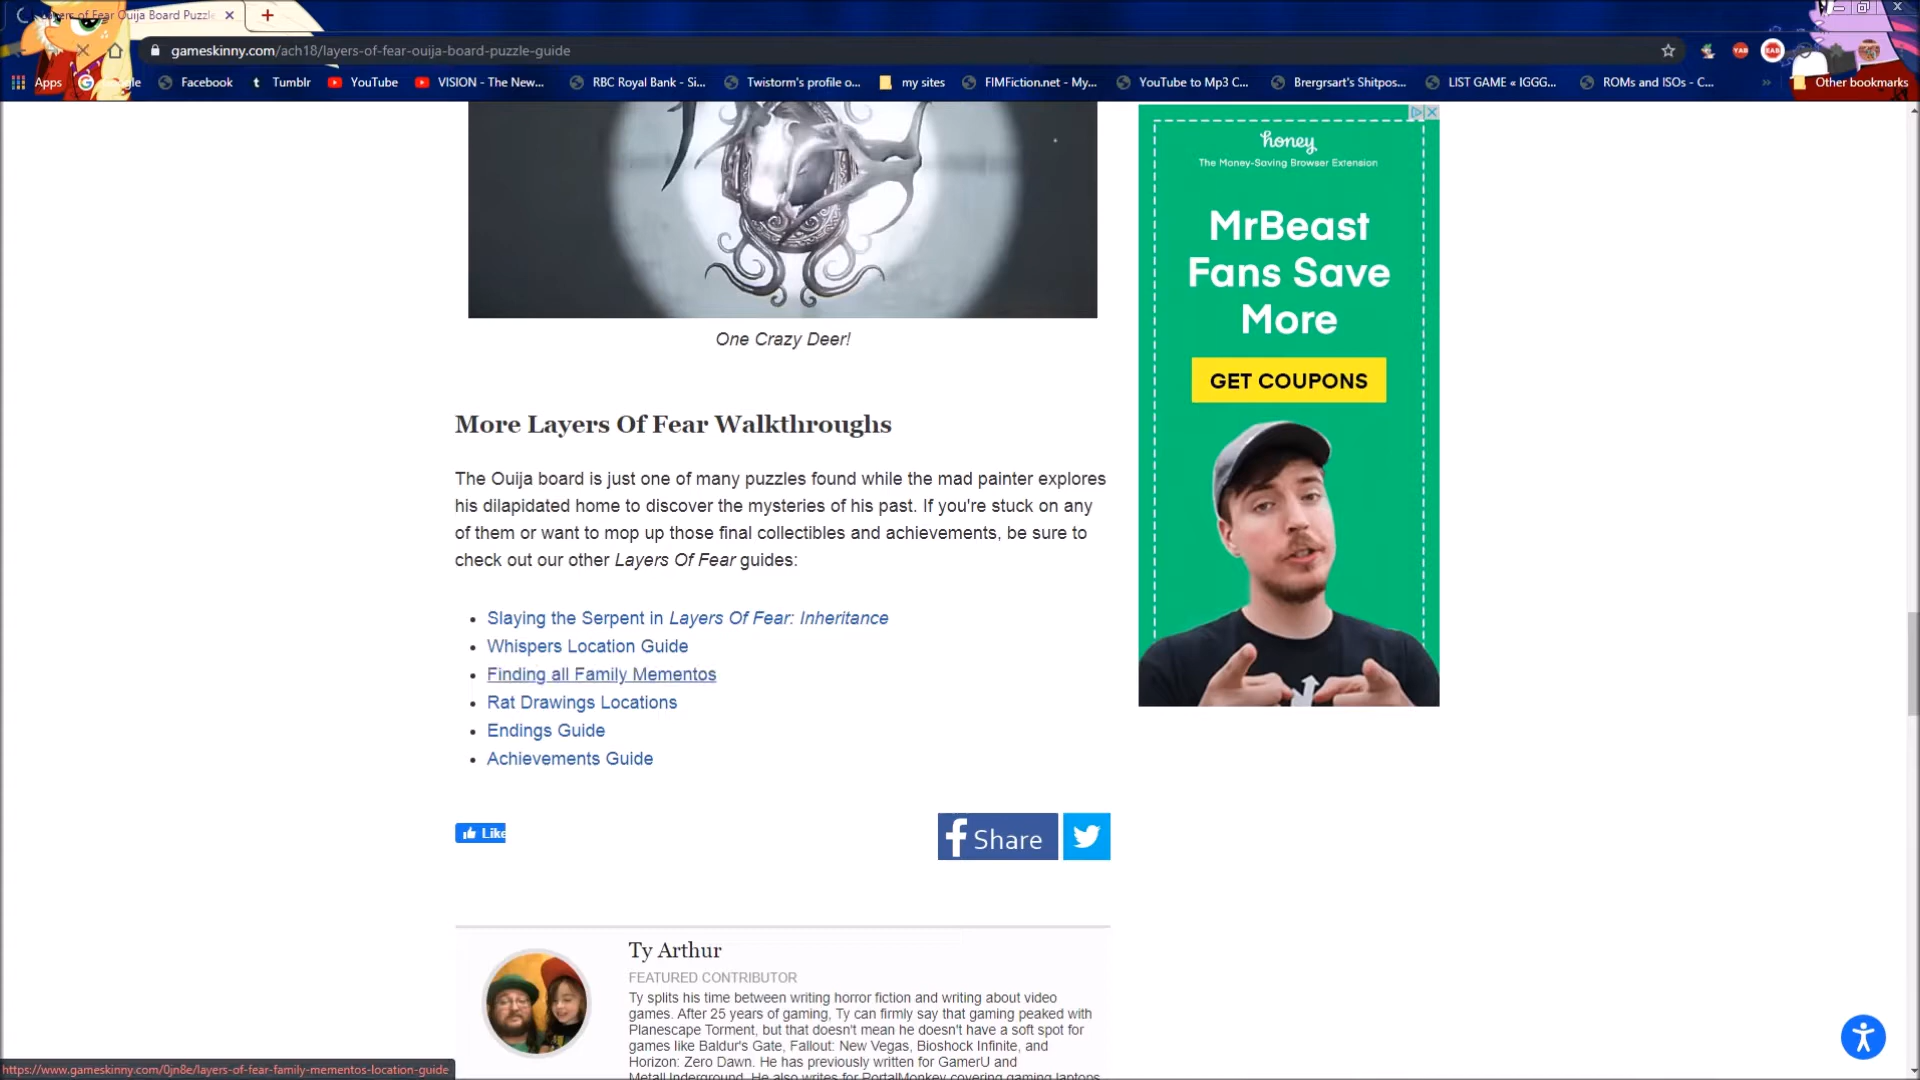 Layers of Fear Ouija Board Puzzle
gameskinny.com/ach18/layers-of-fear-ouija-board-puzzle-guide
Apps
Facebook
Tumblr
YouTube
VISION - The New...
RBC Royal Bank - Si...
Twistorm's profile o...
my sites
FIMFiction.net - My...
YouTube to Mp3 C...
Brergrsart's Shitpos...
LIST GAME « IGGG...
ROMs and ISOs - C...
»
Other bookmarks
One Crazy Deer!
honey
The Money-Saving Browser Extension
MrBeast
Fans Save
More
GET COUPONS
More Layers Of Fear Walkthroughs
The Ouija board is just one of many puzzles found while the mad painter explores
his dilapidated home to discover the mysteries of his past. If you're stuck on any
of them or want to mop up those final collectibles and achievements, be sure to
check out our other Layers Of Fear guides:
Slaying the Serpent in Layers Of Fear: Inheritance
Whispers Location Guide
Finding all Family Mementos
Rat Drawings Locations
Endings Guide
Achievements Guide
Like
Share
Ty Arthur
FEATURED CONTRIBUTOR
Ty splits his time between writing horror fiction and writing about video
games. After 25 years of gaming, Ty can firmly say that gaming peaked with
Planescape Torment, but that doesn't mean he doesn't have a soft spot for
games like Baldur's Gate, Fallout: New Vegas, Bioshock Infinite, and
Horizon: Zero Dawn. He has previously written for GamerU and
MetalUnderground. He also writes for PortalMonkey covering gaming laptops
https://www.gameskinny.com/0jn8e/layers-of-fear-family-mementos-location-guide